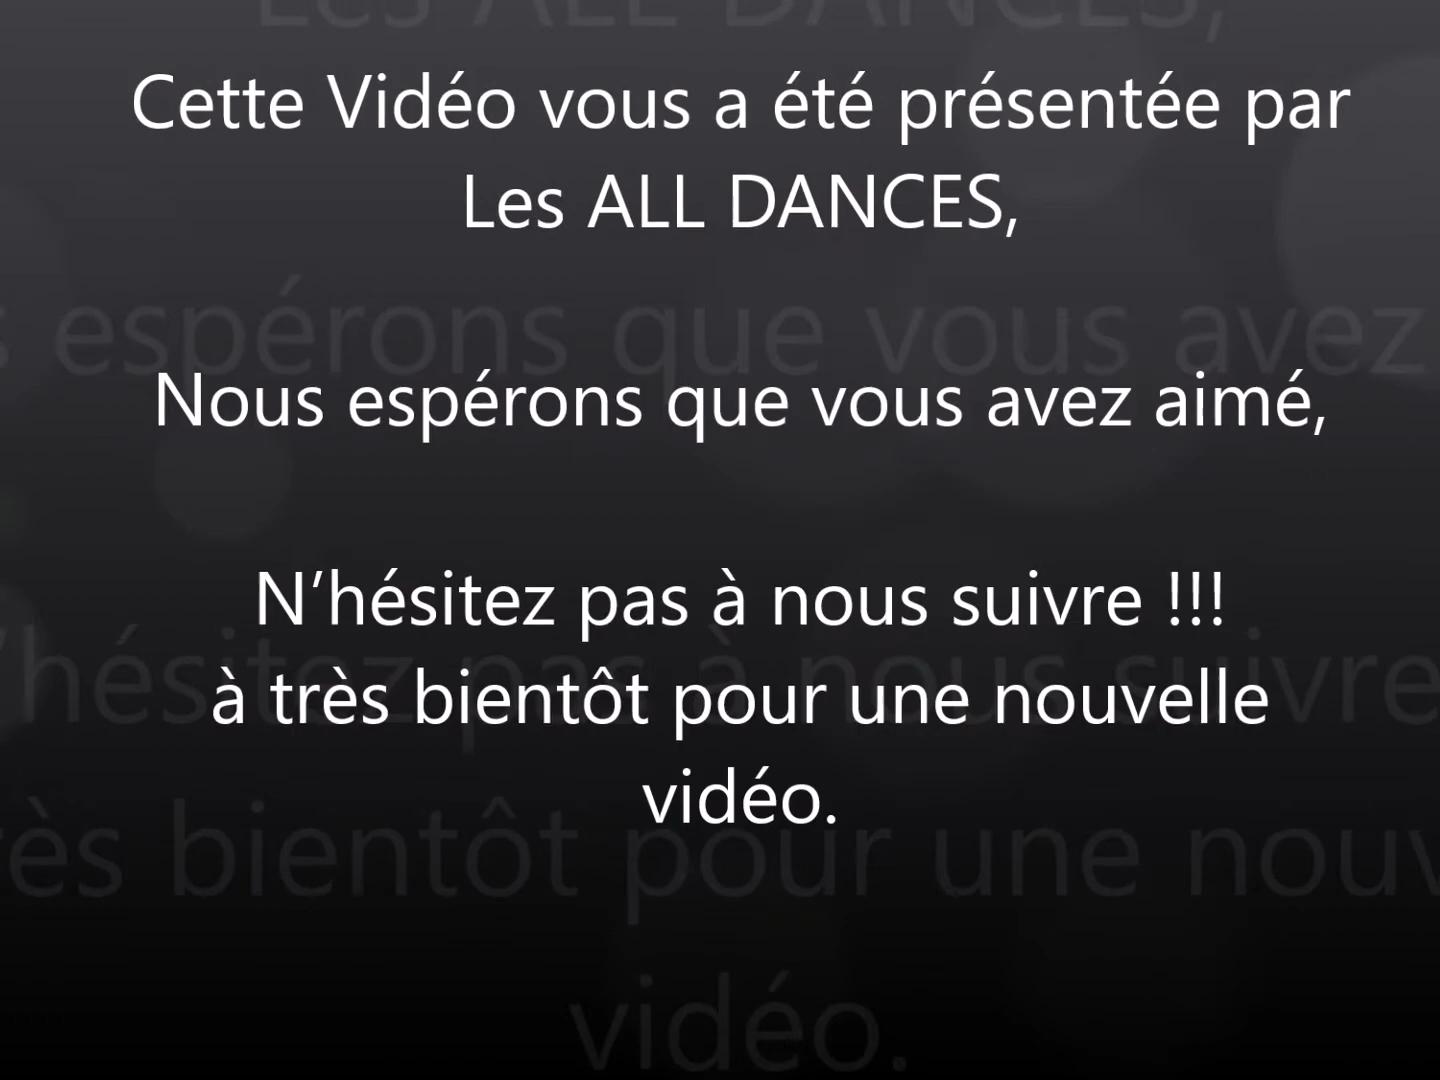 Cette Vidéo vous a été présentée par
Les ALL DANCES,
Nous espérons que vous avez aimé,
N’hésitez pas à nous suivre !!!
à très bientôt pour une nouvelle
vidéo.